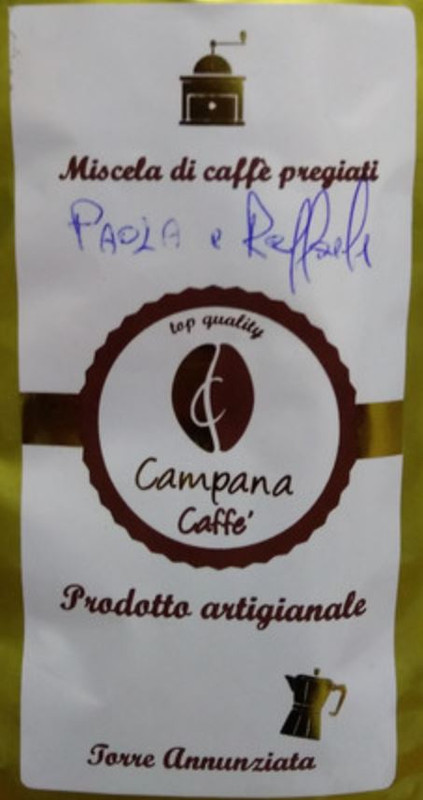 Miscela di caffè pregiati
PAOLA e Raffaele
top quality
Campana
Caffe'
Prodotto artigianale
Torre Annunziata